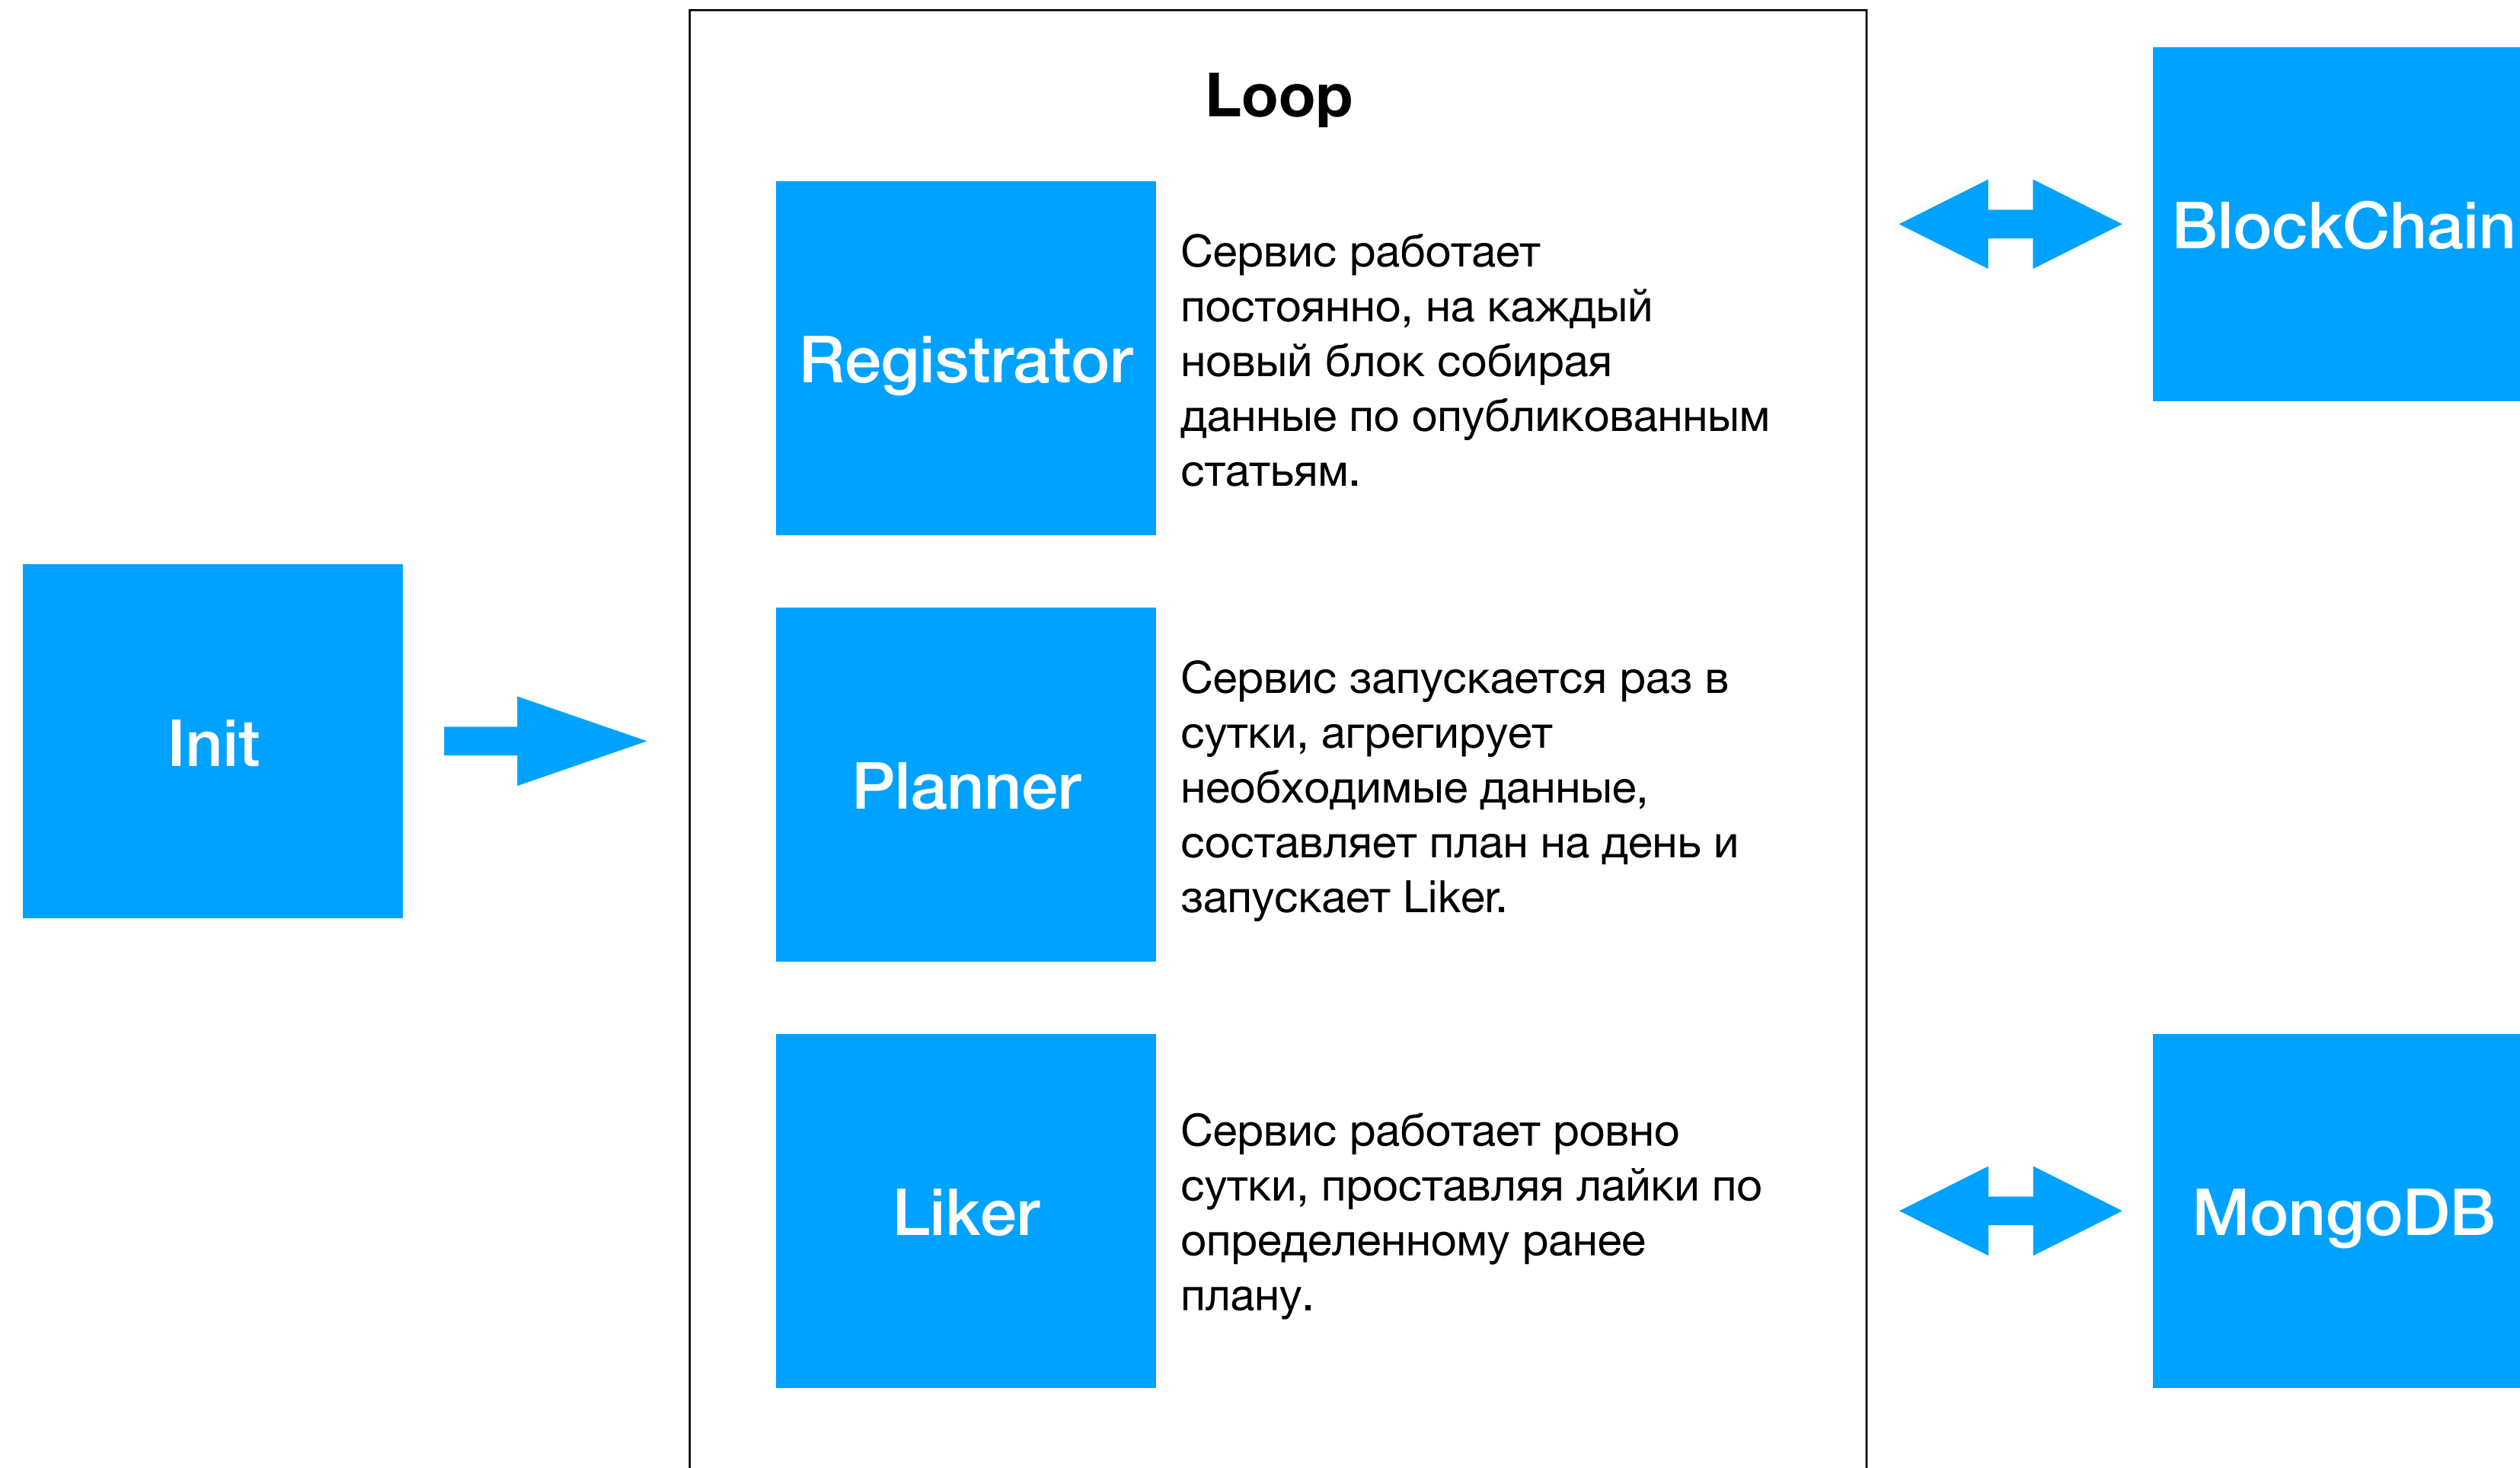 Loop
BlockChain
Registrator
Сервис работает
постоянно, на каждый
новый блок собирая
данные по опубликованным
статьям.
Init
Planner
Сервис запускается раз в
сутки, агрегирует
необходимые данные,
составляет план на день и
запускает Liker.
Liker
Сервис работает ровно
сутки, проставляя лайки по
определенному ранее
плану.
MongoDB